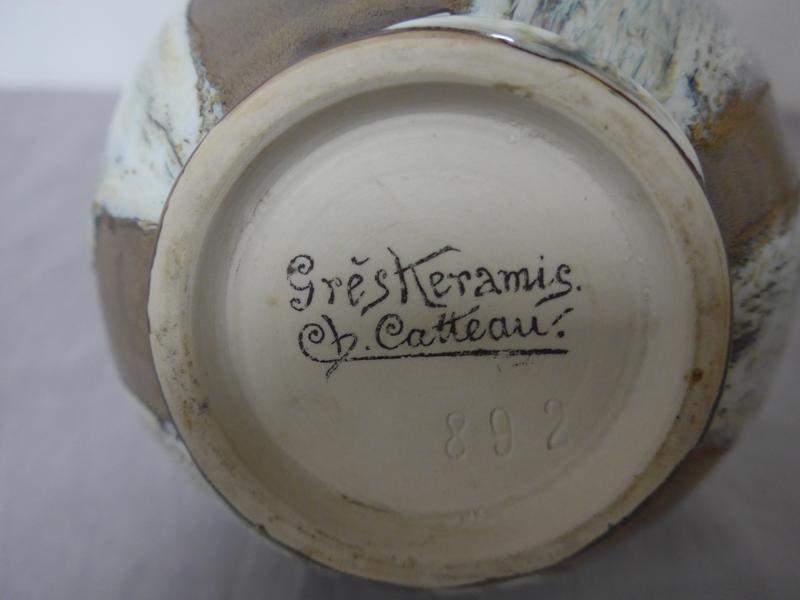 Grès Keramis.
Ch. Catteau.
892